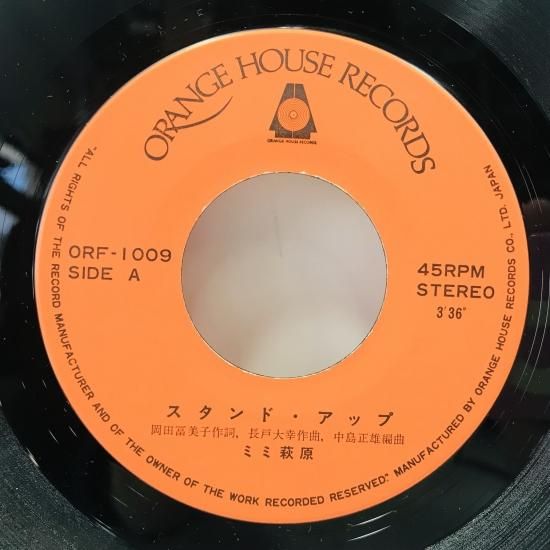 ORANGE HOUSE RECORDS
ORANGE HOUSE RECORDS
ORF-1009
SIDE A
45RPM
STEREO
3'36"
スタンド・アップ
岡田冨美子作詞, 長戸大幸作曲, 中島正雄編曲
ミミ萩原
"ALL RIGHTS OF THE RECORD MANUFACTURER AND OF THE OWNER OF THE WORK RECORDED RESERVED." MANUFACTURED BY ORANGE HOUSE RECORDS CO., LTD. JAPAN